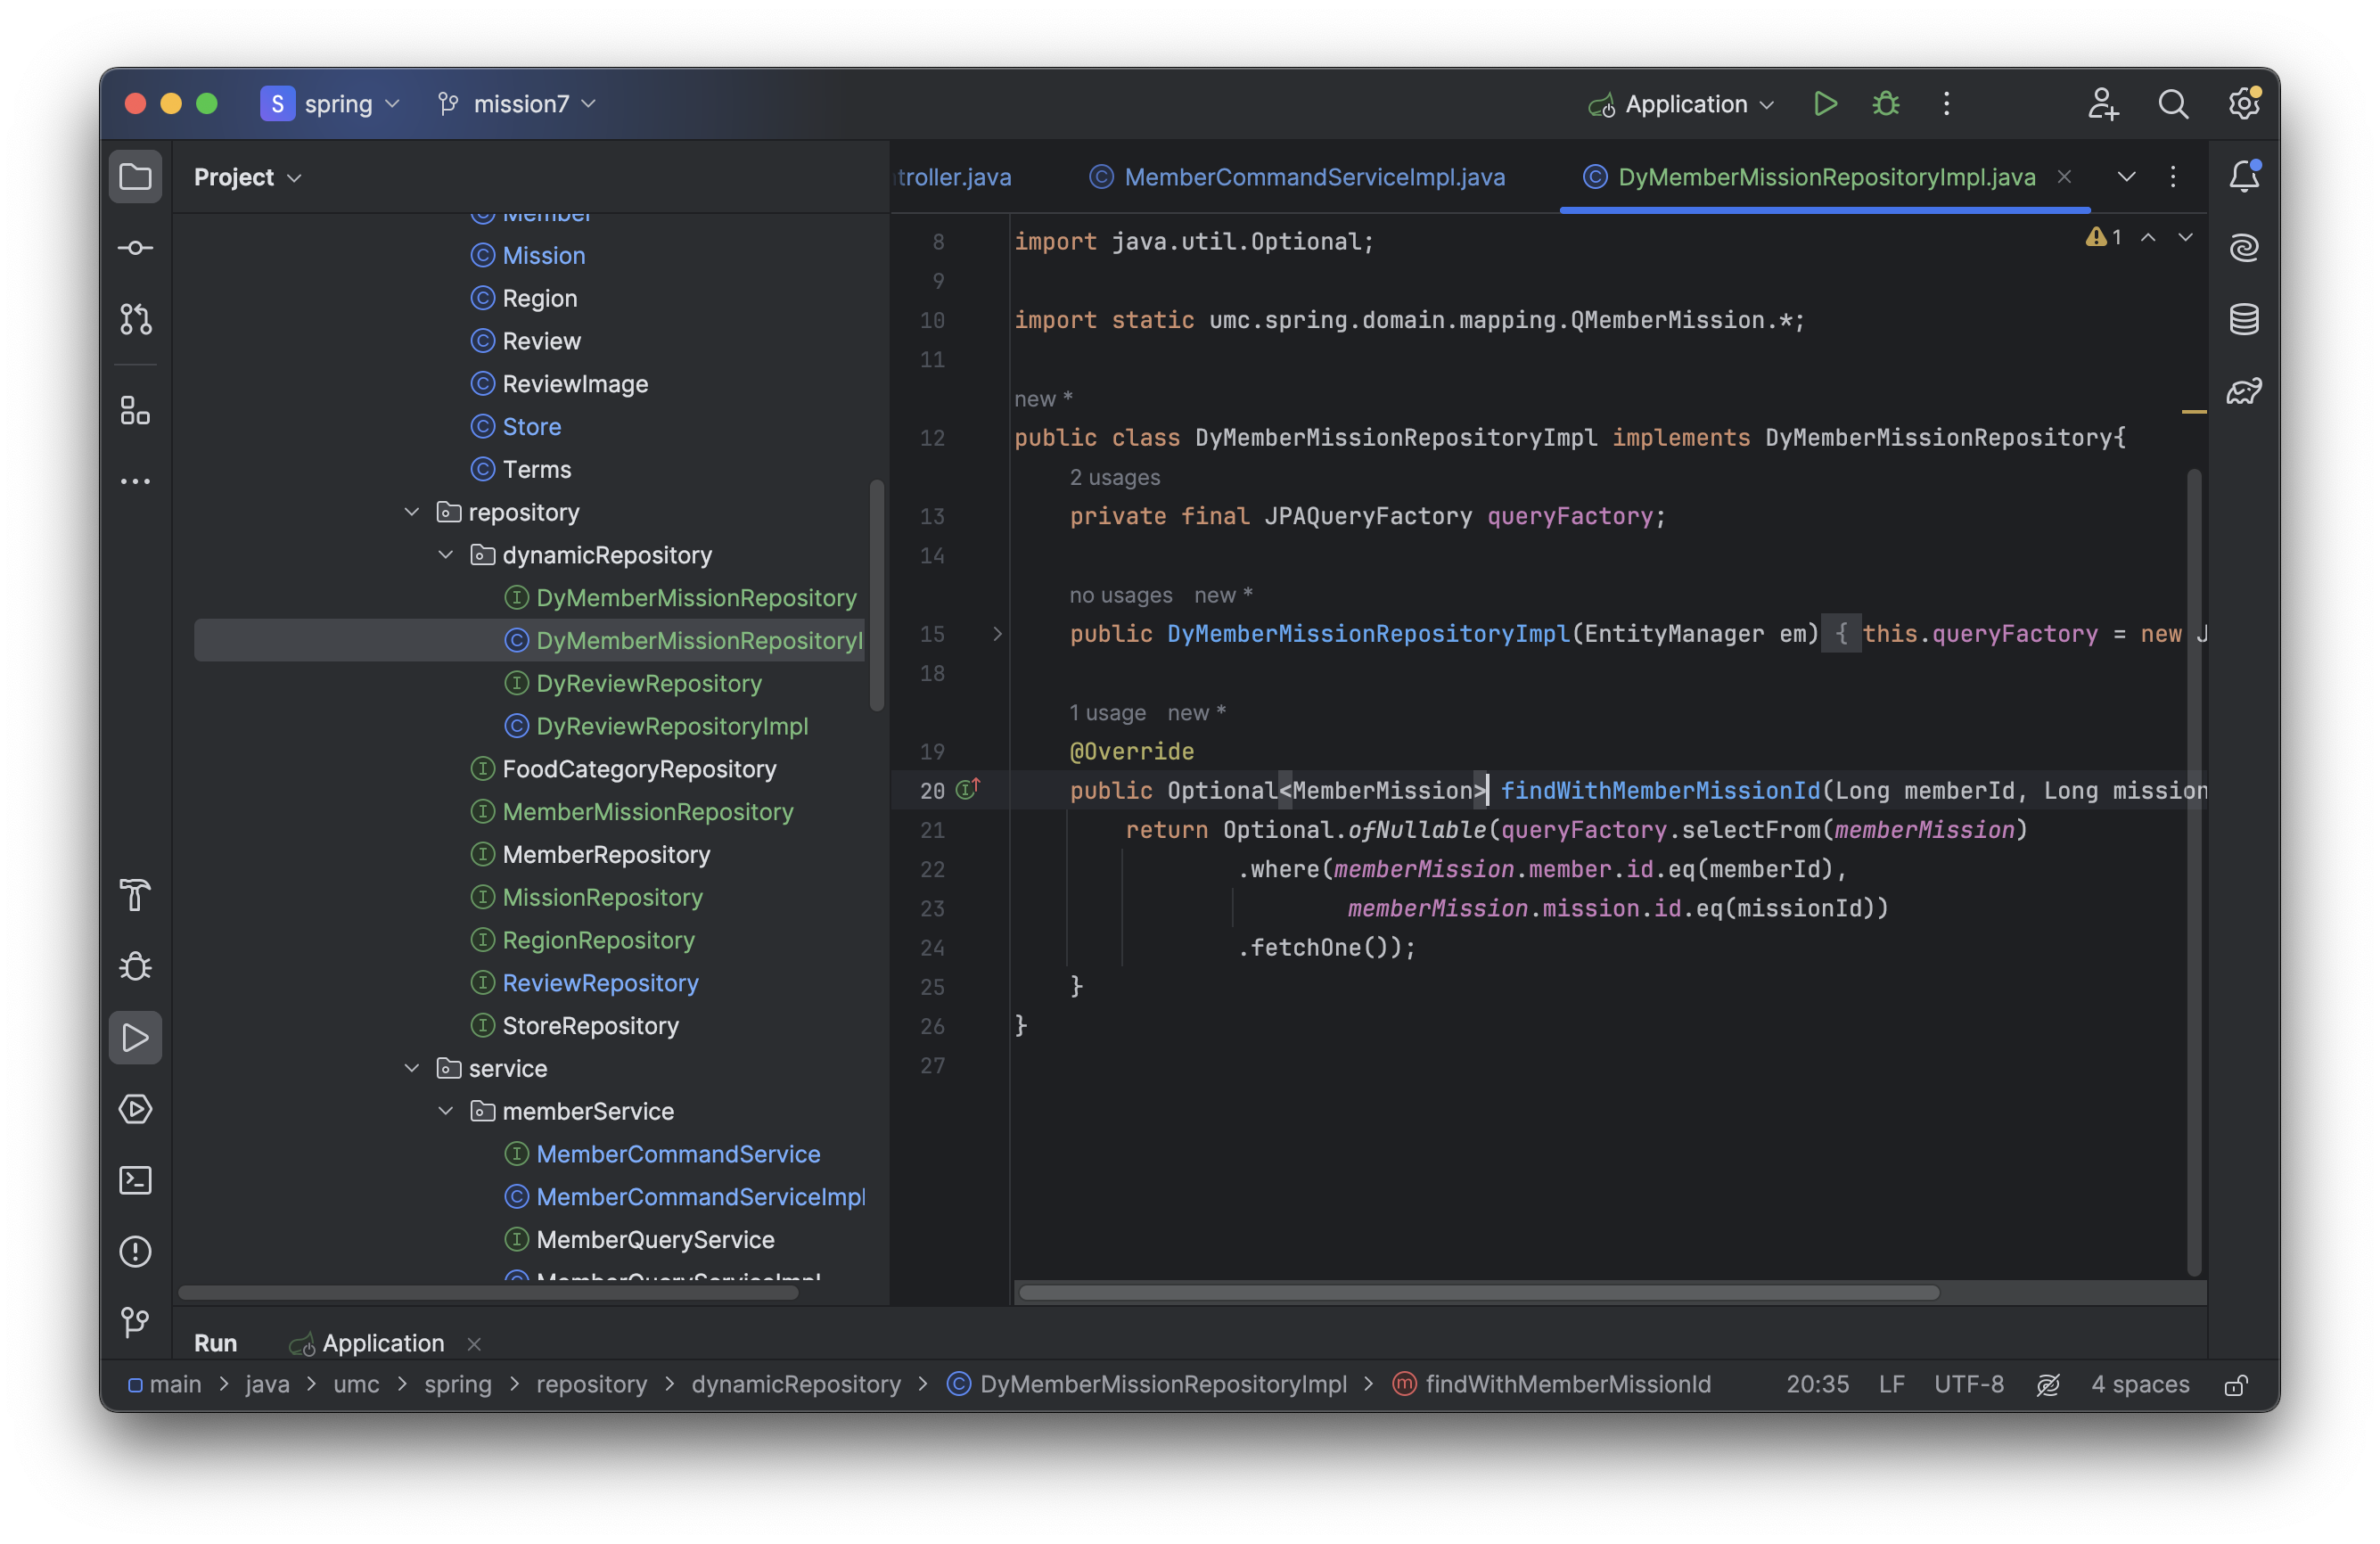 S spring mission7 Application
Project
troller.java MemberCommandServiceImpl.java DyMemberMissionRepositoryImpl.java
Member
Mission
Region
Review
ReviewImage
Store
Terms
repository
dynamicRepository
DyMemberMissionRepository
DyMemberMissionRepositoryI
DyReviewRepository
DyReviewRepositoryImpl
FoodCategoryRepository
MemberMissionRepository
MemberRepository
MissionRepository
RegionRepository
ReviewRepository
StoreRepository
service
memberService
MemberCommandService
MemberCommandServiceImpl
MemberQueryService
MemberQueryServiceImpl
1
8 import java.util.Optional;
9
10 import static umc.spring.domain.mapping.QMemberMission.*;
11
new *
12 public class DyMemberMissionRepositoryImpl implements DyMemberMissionRepository{
2 usages
13 private final JPAQueryFactory queryFactory;
14
no usages new *
15 public DyMemberMissionRepositoryImpl(EntityManager em) { this.queryFactory = new J
18
1 usage new *
19 @Override
20 public Optional<MemberMission> findWithMemberMissionId(Long memberId, Long mission
21 return Optional.ofNullable(queryFactory.selectFrom(memberMission)
22 .where(memberMission.member.id.eq(memberId),
23 memberMission.mission.id.eq(missionId))
24 .fetchOne());
25 }
26 }
27
Run Application
main > java > umc > spring > repository > dynamicRepository > DyMemberMissionRepositoryImpl > findWithMemberMissionId 20:35 LF UTF-8 4 spaces